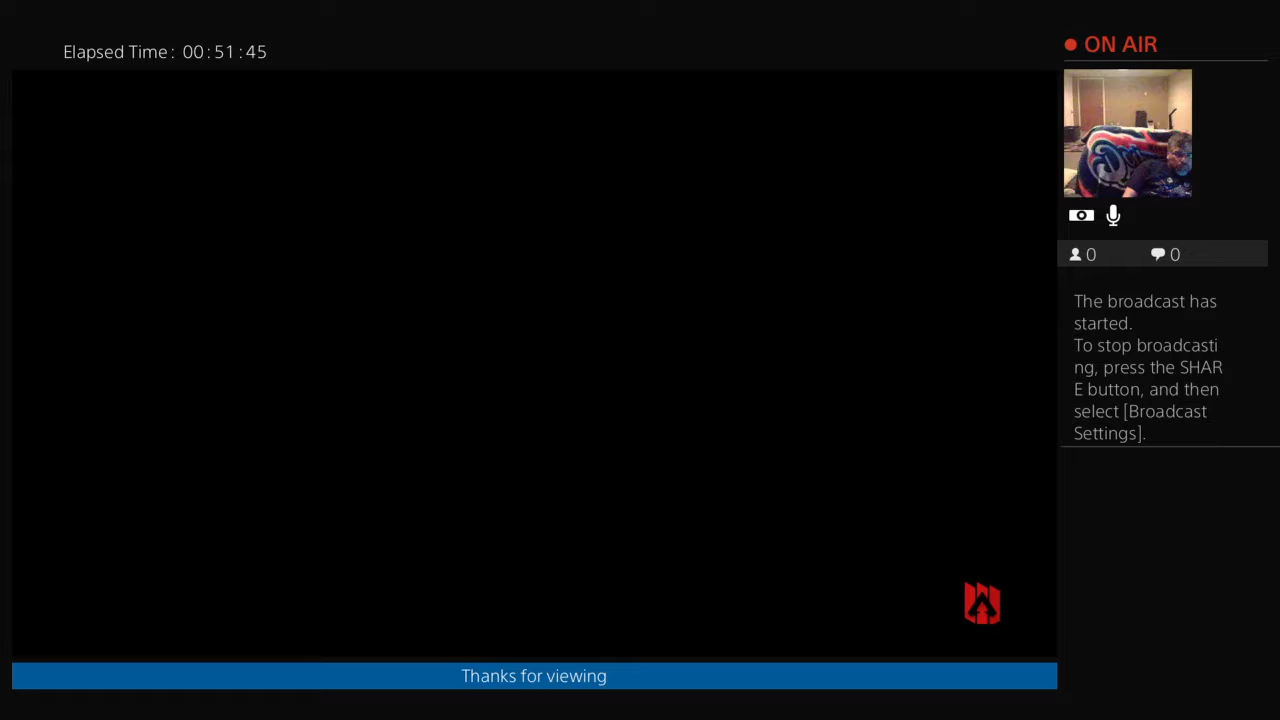 Elapsed Time: 00:51:45
ON AIR
0 0
The broadcast has
started.
To stop broadcasti
ng, press the SHAR
E button, and then
select [Broadcast
Settings].
Thanks for viewing